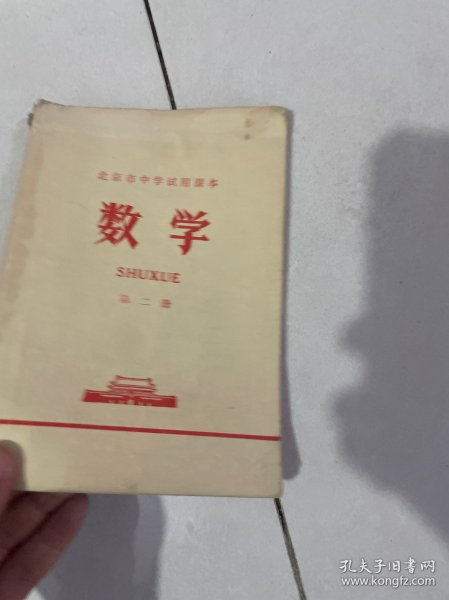 北京市中学试用课本
数学
SHUXUE
第二册
孔夫子旧书网
www.kongfz.com